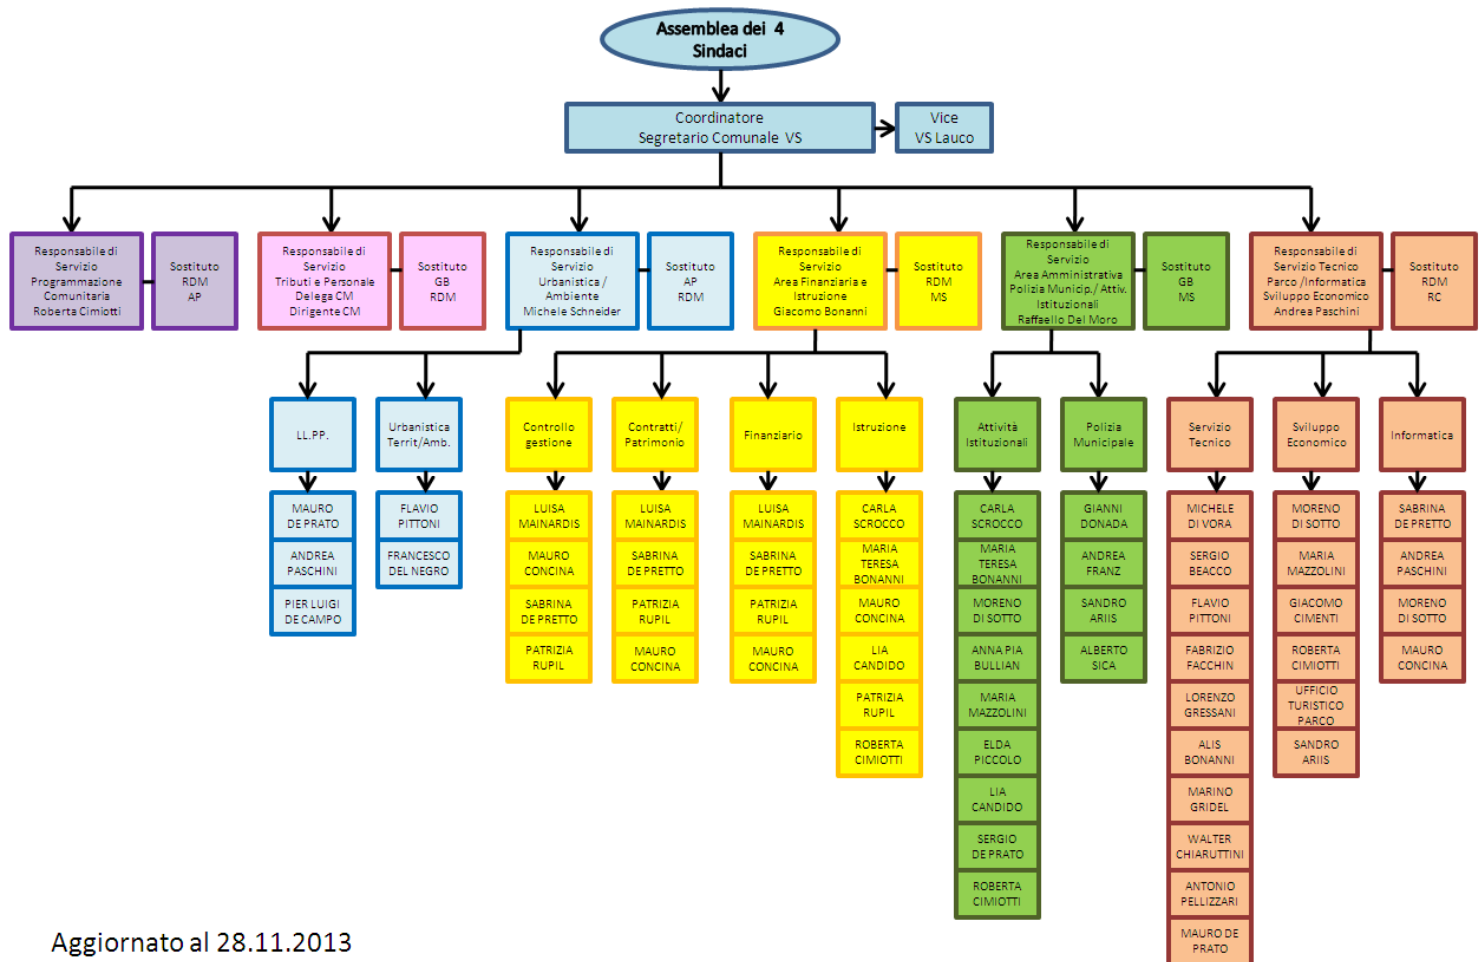 Assemblea dei 4
Sindaci
Coordinatore
Segretario Comunale VS
Vice
VS Lauco
Responsabile di
Servizio
Programmazione
Comunitaria
Roberta Cimiotti
Sostituto
RDM
AP
Responsabile di
Servizio
Tributi e Personale
Delega CM
Dirigente CM
Sostituto
GB
RDM
Responsabile di
Servizio
Urbanistica /
Ambiente
Michele Schneider
Sostituto
AP
RDM
Responsabile di
Servizio
Area Finanziaria e
Istruzione
Giacomo Bonanni
Sostituto
RDM
MS
Responsabile di
Servizio
Area Amministrativa
Polizia Municip./ Attiv.
Istituzionali
Raffaello Del Moro
Sostituto
GB
MS
Responsabile di
Servizio Tecnico
Parco /Informatica
Sviluppo Economico
Andrea Paschini
Sostituto
RDM
RC
LL.PP.
Urbanistica
Territ/Amb.
Controllo
gestione
Contratti/
Patrimonio
Finanziario
Istruzione
Attività
Istituzionali
Polizia
Municipale
Servizio
Tecnico
Sviluppo
Economico
Informatica
MAURO
DE PRATO
ANDREA
PASCHINI
PIER LUIGI
DE CAMPO
FLAVIO
PITTONI
FRANCESCO
DEL NEGRO
LUISA
MAINARDIS
MAURO
CONCINA
SABRINA
DE PRETTO
PATRIZIA
RUPIL
LUISA
MAINARDIS
SABRINA
DE PRETTO
PATRIZIA
RUPIL
MAURO
CONCINA
LUISA
MAINARDIS
SABRINA
DE PRETTO
PATRIZIA
RUPIL
MAURO
CONCINA
CARLA
SCROCCO
MARIA
TERESA
BONANNI
MAURO
CONCINA
LIA
CANDIDO
PATRIZIA
RUPIL
ROBERTA
CIMIOTTI
CARLA
SCROCCO
MARIA
TERESA
BONANNI
MORENO
DI SOTTO
ANNA PIA
BULLIAN
MARIA
MAZZOLINI
ELDA
PICCOLO
LIA
CANDIDO
SERGIO
DE PRATO
ROBERTA
CIMIOTTI
GIANNI
DONADA
ANDREA
FRANZ
SANDRO
ARIIS
ALBERTO
SICA
MICHELE
DI VORA
SERGIO
BEACCO
FLAVIO
PITTONI
FABRIZIO
FACCHIN
LORENZO
GRESSANI
ALIS
BONANNI
MARINO
GRIDEL
WALTER
CHIARUTTINI
ANTONIO
PELLIZZARI
MAURO DE
PRATO
MORENO
DI SOTTO
MARIA
MAZZOLINI
GIACOMO
CIMENTI
ROBERTA
CIMIOTTI
UFFICIO
TURISTICO
PARCO
SANDRO
ARIIS
SABRINA
DE PRETTO
ANDREA
PASCHINI
MORENO
DI SOTTO
MAURO
CONCINA
Aggiornato al 28.11.2013